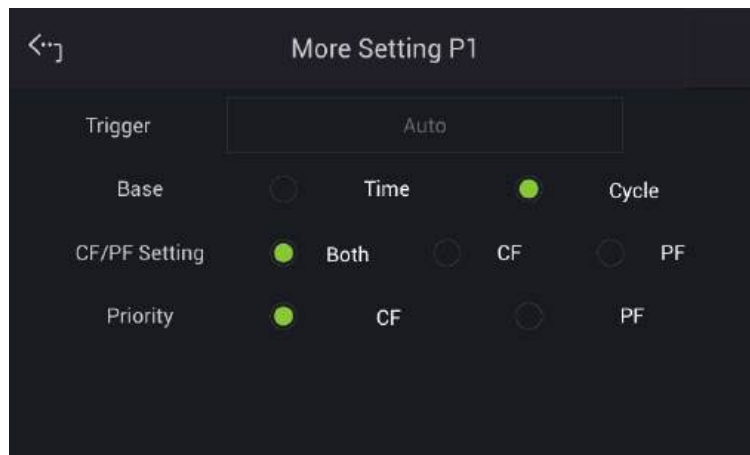 More Setting P1
Trigger Auto
Base Time Cycle
CF/PF Setting Both CF PF
Priority CF PF